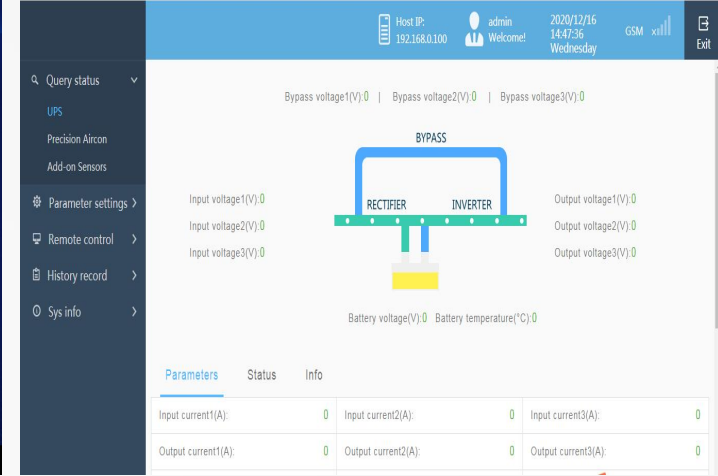 Host IP:
192.168.0.100
admin
Welcome!
2020/12/16
14:47:36
Wednesday
GSM
Exit
Query status
UPS
Precision Aircon
Add-on Sensors
Parameter settings
Remote control
History record
Sys info
Bypass voltage1(V):0 | Bypass voltage2(V):0 | Bypass voltage3(V):0
BYPASS
RECTIFIER INVERTER
Input voltage1(V):0
Input voltage2(V):0
Input voltage3(V):0
Output voltage1(V):0
Output voltage2(V):0
Output voltage3(V):0
Battery voltage(V):0 Battery temperature(°C):0
Parameters Status Info
Input current1(A): 0 Input current2(A): 0 Input current3(A): 0
Output current1(A): 0 Output current2(A): 0 Output current3(A): 0